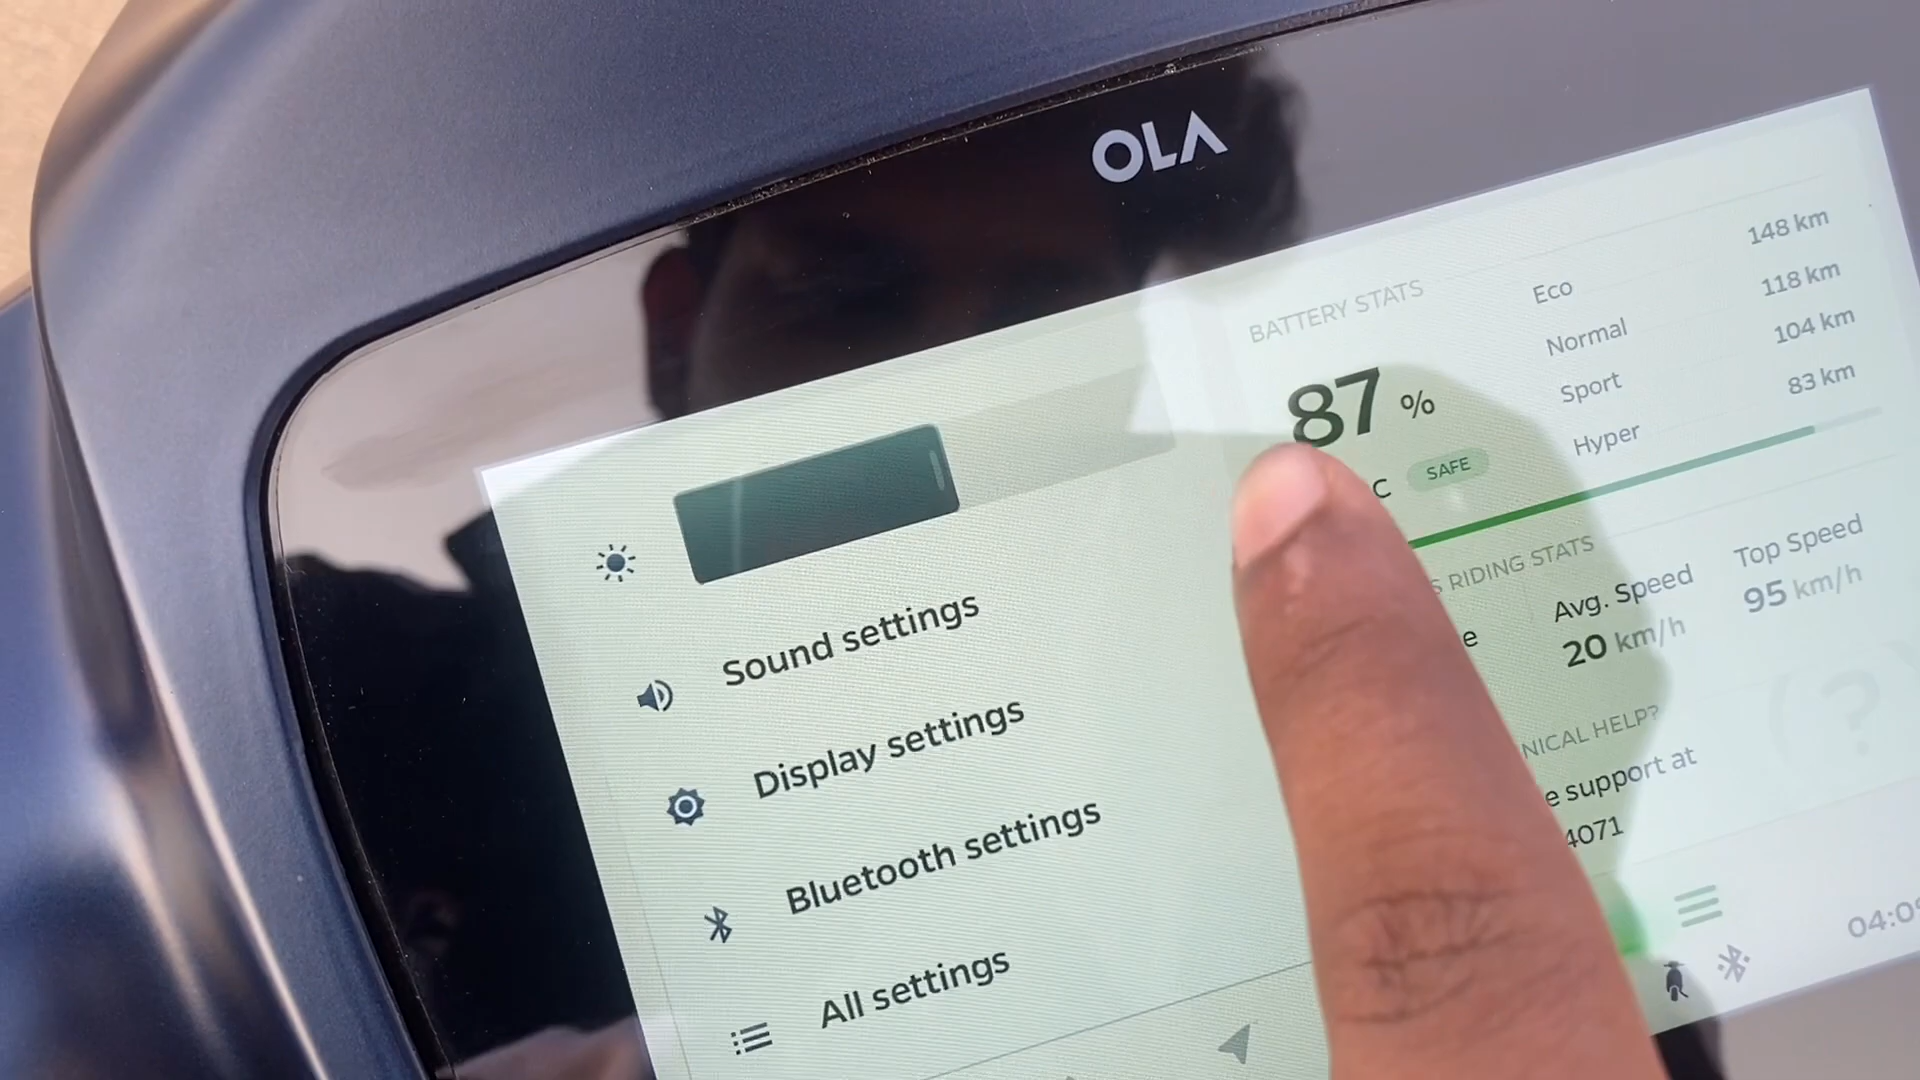 OLA
Sound settings
Display settings
Bluetooth settings
All settings
BATTERY STATS
87 %
C SAFE
Eco 148 km
Normal 118 km
Sport 104 km
Hyper 83 km
RIDING STATS
Avg. Speed
20 km/h
Top Speed
95 km/h
HELP?
support at
4071
?